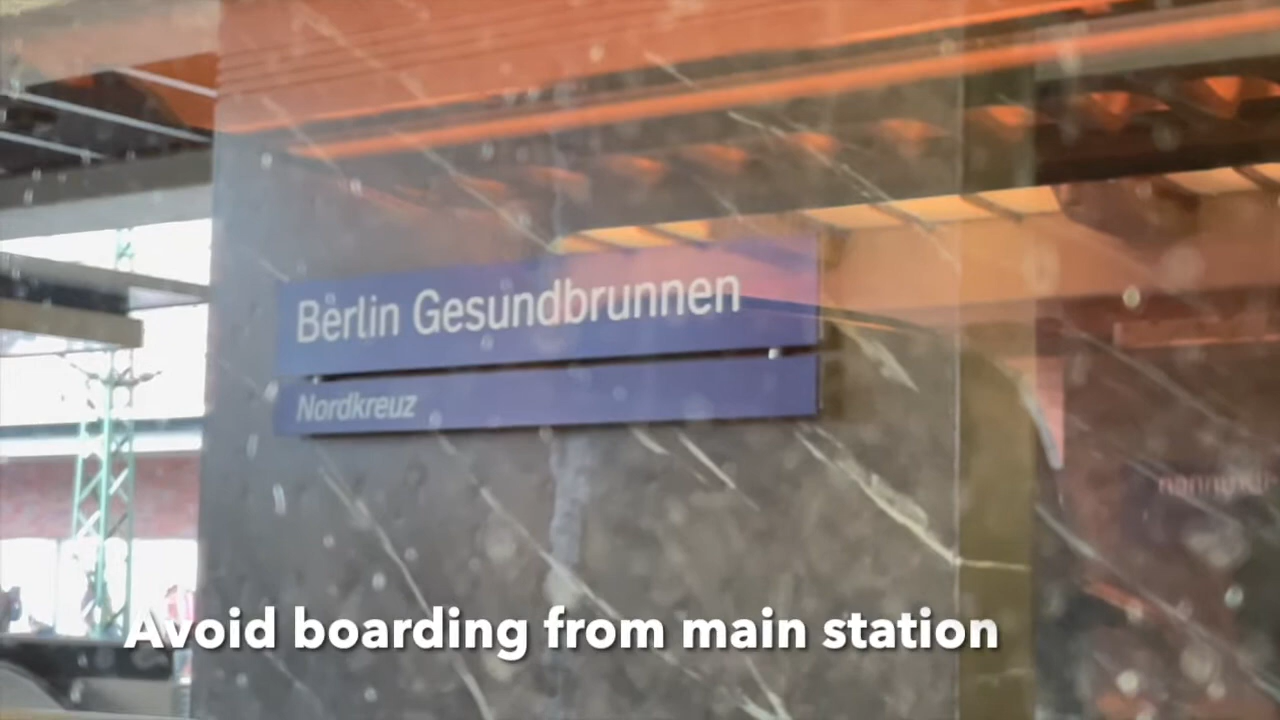 Berlin Gesundbrunnen
Nordkreuz
Avoid boarding from main station